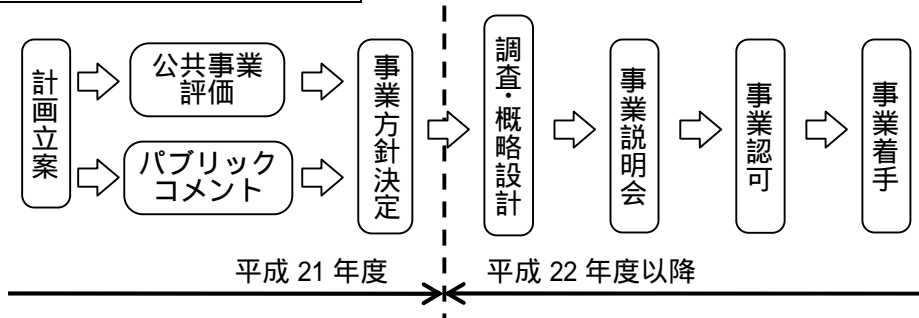 計画立案
公共事業
評価
パブリック
コメント
事業方針決定
調査・概略設計
事業説明会
事業認可
事業着手
平成 21 年度
平成 22 年度以降